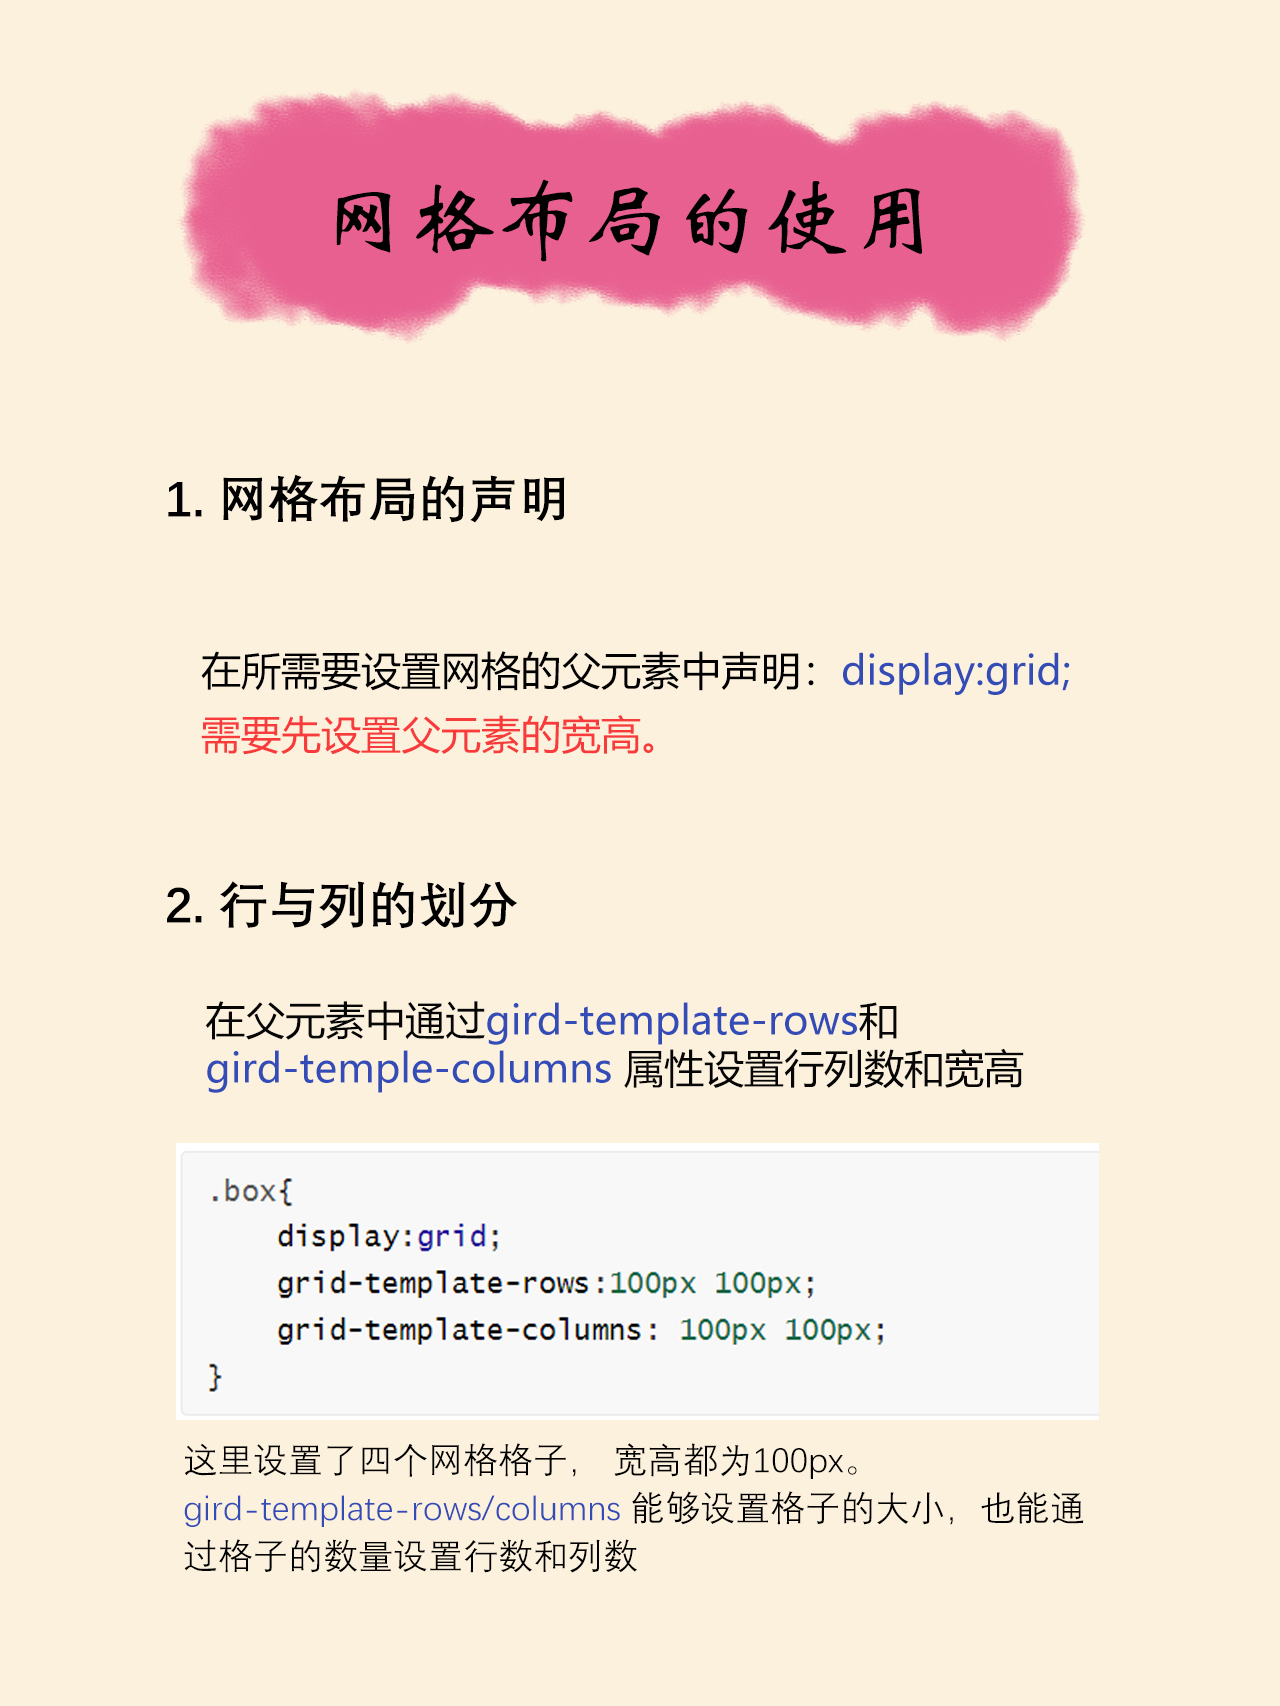 网格布局的使用
1. 网格布局的声明
在所需要设置网格的父元素中声明：display:grid;
需要先设置父元素的宽高。
2. 行与列的划分
在父元素中通过gird-template-rows和
gird-temple-columns 属性设置行列数和宽高
.box{
    display:grid;
    grid-template-rows:100px 100px;
    grid-template-columns: 100px 100px;
}
这里设置了四个网格格子， 宽高都为100px。
gird-template-rows/columns 能够设置格子的大小，也能通
过格子的数量设置行数和列数